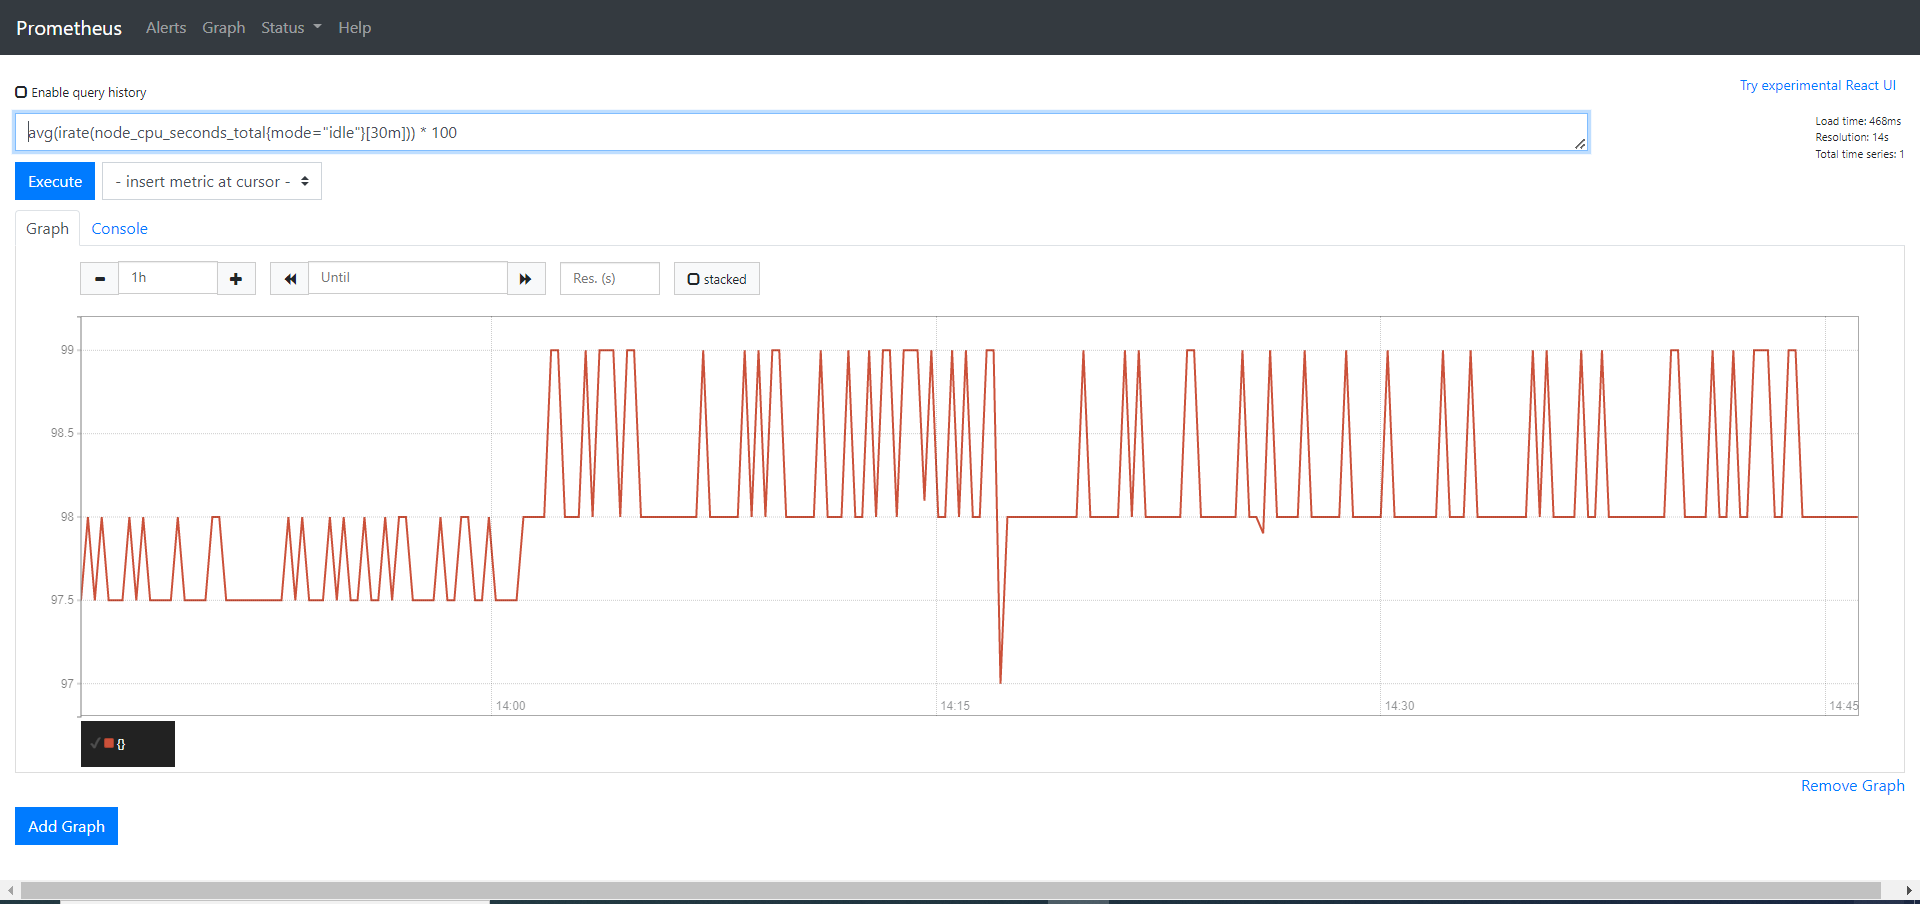 Prometheus Alerts Graph Status Help
Enable query history
Try experimental React UI
avg(irate(node_cpu_seconds_total{mode="idle"}[30m])) * 100
Load time: 468ms
Resolution: 14s
Total time series: 1
Execute - insert metric at cursor -
Graph Console
1h Until Res. (s) stacked
99
98.5
98
97.5
97
14:00 14:15 14:30 14:45
{}
Remove Graph
Add Graph